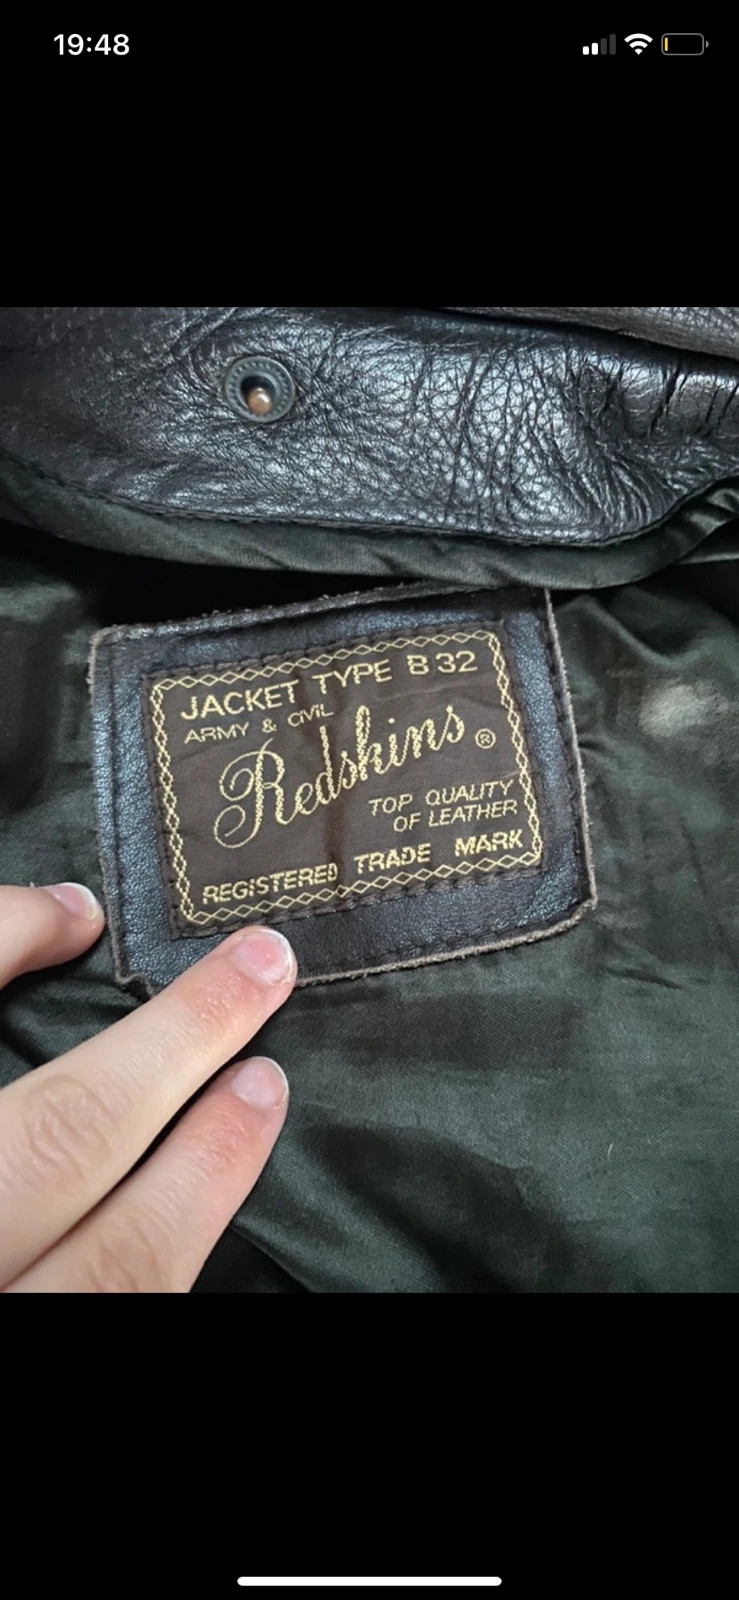 19:48
JACKET TYPE B 32
ARMY & CIVIL
Redskins ®
TOP QUALITY
OF LEATHER
REGISTERED TRADE MARK